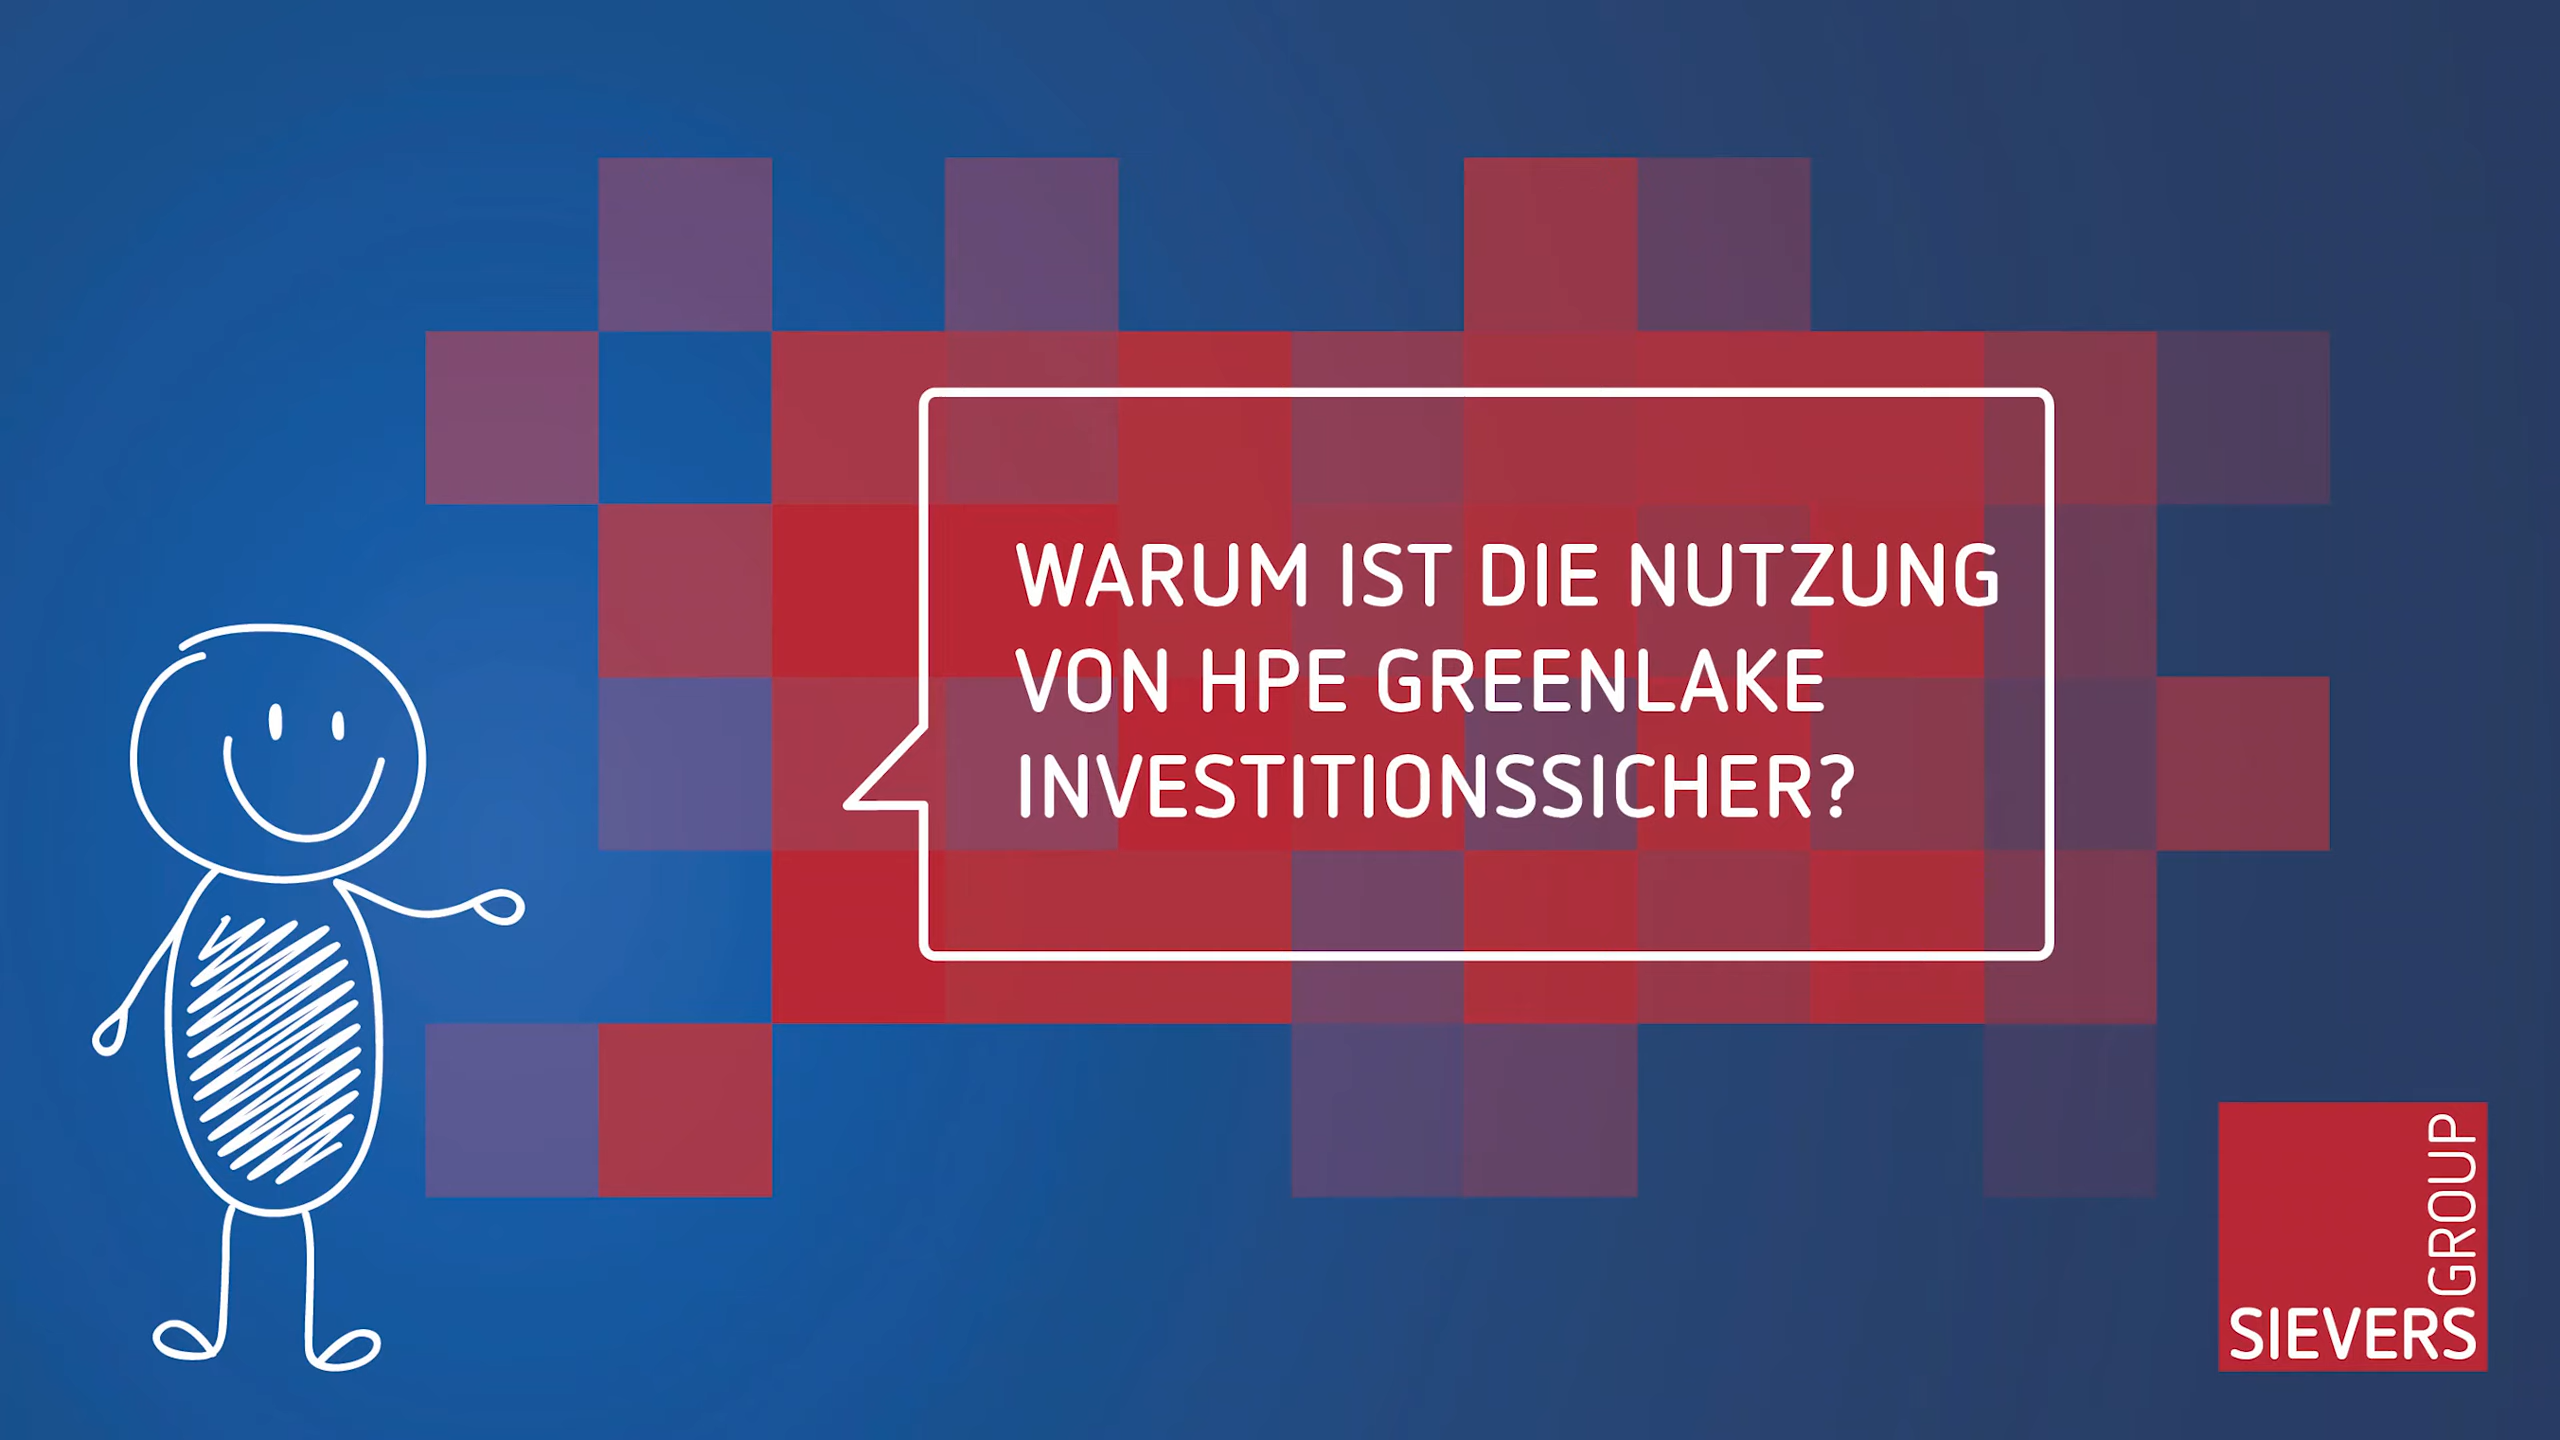 WARUM IST DIE NUTZUNG
VON HPE GREENLAKE
INVESTITIONSSICHER?
GROUP
SIEVERS